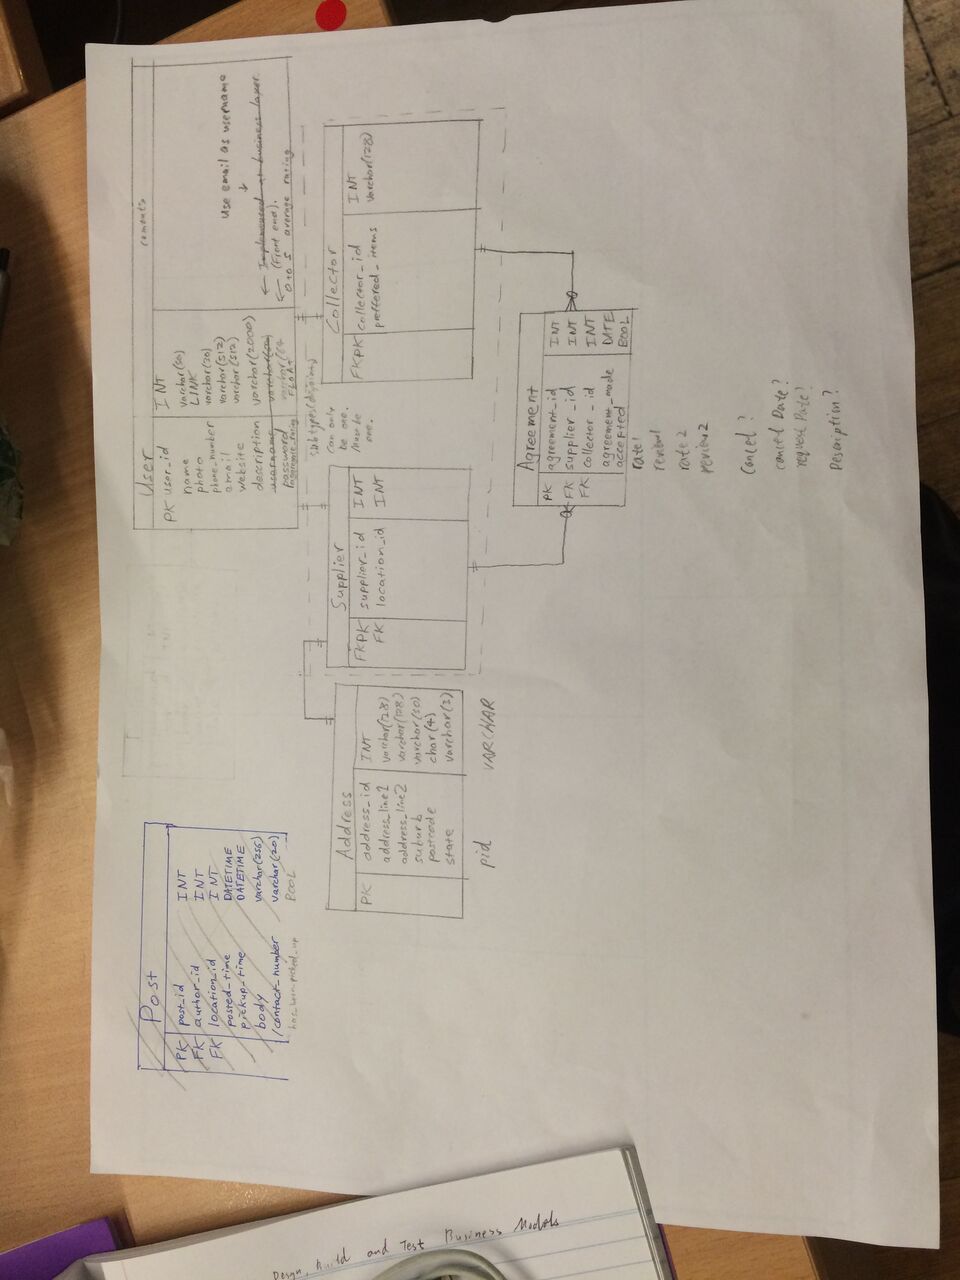 Post
PK post_id INT
FK author_id INT
FK location_id INT
posted_time DATETIME
pickup_time DATETIME
body varchar(256)
contact_number varchar(20)
has_been_picked_up BOOL
User coments
PK user_id INT
name varchar(50)
photo LINK
phone_number varchar(20)
email varchar(512)
website varchar(512)
description varchar(2000)
username varchar(50)
password varchar(64
aggregate_rating FLOAT
Use email as username
Implemented at business layer.
(Front end).
0 to 5 average rating
subtypes (disjoint)
can only
be one.
Must be
one.
Address
PK address_id INT
address_line1 varchar(128)
address_line2 varchar(128)
suburb varchar(50)
postcode char(4)
state varchar(3)
pid VARCHAR
Supplier
FKPK supplier_id INT
FK location_id INT
Collector
FKPK collector_id INT
preffered_items varchar(128)
Agreement
PK agreement_id INT
FK supplier_id INT
FK collector_id INT
agreement_made DATE
accepted BOOL
rate1
review1
rate2
review2
Cancel?
cancel Date?
request Date?
Description?
Design, Build and Test Business Models